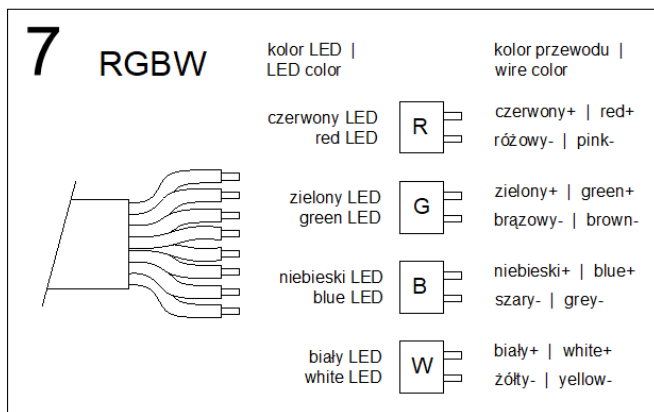 7 RGBW
kolor LED |
LED color
kolor przewodu |
wire color
czerwony LED
red LED
R
czerwony+ | red+
różowy- | pink-
zielony LED
green LED
G
zielony+ | green+
brązowy- | brown-
niebieski LED
blue LED
B
niebieski+ | blue+
szary- | grey-
biały LED
white LED
W
biały+ | white+
żółty- | yellow-